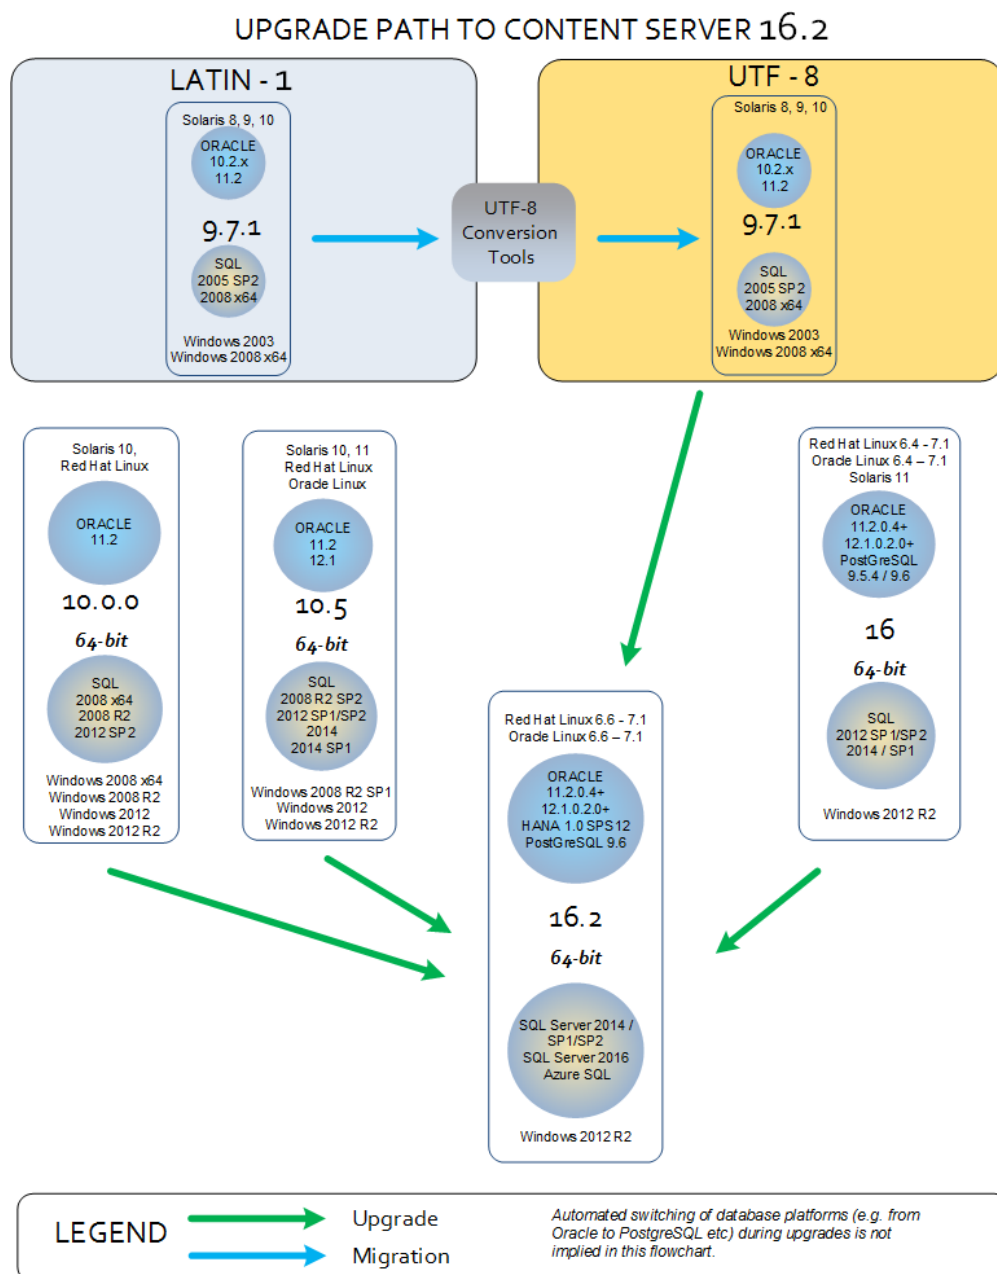 UPGRADE PATH TO CONTENT SERVER 16.2
LATIN - 1
Solaris 8, 9, 10
ORACLE
10.2.x
11.2
9.7.1
SQL
2005 SP2
2008 x64
Windows 2003
Windows 2008 x64
UTF-8
Conversion
Tools
UTF - 8
Solaris 8, 9, 10
ORACLE
10.2.x
11.2
9.7.1
SQL
2005 SP2
2008 x64
Windows 2003
Windows 2008 x64
Solaris 10,
Red Hat Linux
ORACLE
11.2
10.0.0
64-bit
SQL
2008 x64
2008 R2
2012 SP2
Windows 2008 x64
Windows 2008 R2
Windows 2012
Windows 2012 R2
Solaris 10, 11
Red Hat Linux
Oracle Linux
ORACLE
11.2
12.1
10.5
64-bit
SQL
2008 R2 SP2
2012 SP1/SP2
2014
2014 SP1
Windows 2008 R2 SP1
Windows 2012
Windows 2012 R2
Red Hat Linux 6.6 - 7.1
Oracle Linux 6.6 – 7.1
ORACLE
11.2.0.4+
12.1.0.2.0+
HANA 1.0 SPS 12
PostGreSQL 9.6
16.2
64-bit
SQL Server 2014 /
SP1/SP2
SQL Server 2016
Azure SQL
Windows 2012 R2
Red Hat Linux 6.4 - 7.1
Oracle Linux 6.4 – 7.1
Solaris 11
ORACLE
11.2.0.4+
12.1.0.2.0+
PostGreSQL
9.5.4 / 9.6
16
64-bit
SQL
2012 SP1/SP2
2014 / SP1
Windows 2012 R2
LEGEND
Upgrade
Migration
Automated switching of database platforms (e.g. from
Oracle to PostgreSQL etc) during upgrades is not
implied in this flowchart.